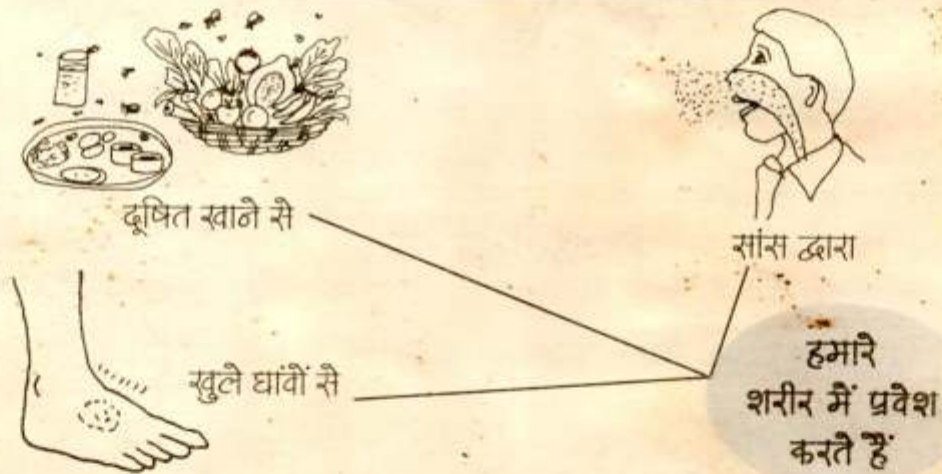 दूषित खाने से
सांस द्वारा
खुले घांवों से
हमारे
शरीर में प्रवेश
करते हैं